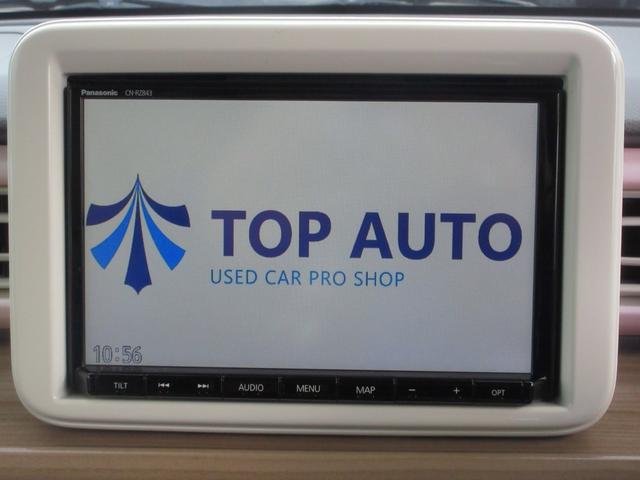 Panasonic CN-RZ843
TOP AUTO
USED CAR PRO SHOP
10:56
TILT AUDIO MENU MAP − + OPT